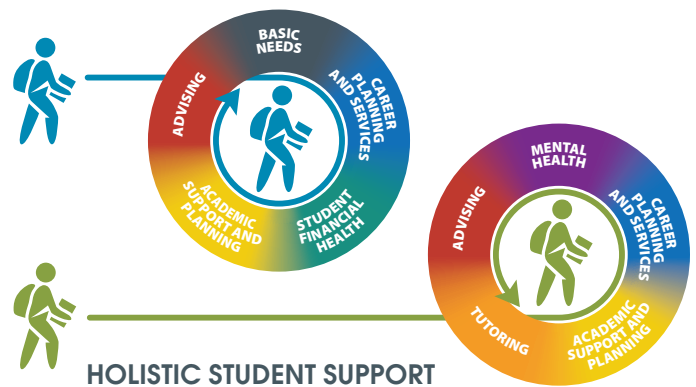 BASIC
NEEDS
CAREER
PLANNING
AND SERVICES
STUDENT
FINANCIAL
HEALTH
ACADEMIC
SUPPORT AND
PLANNING
ADVISING
MENTAL
HEALTH
CAREER
PLANNING
AND SERVICES
ACADEMIC
SUPPORT AND
PLANNING
TUTORING
ADVISING
HOLISTIC STUDENT SUPPORT